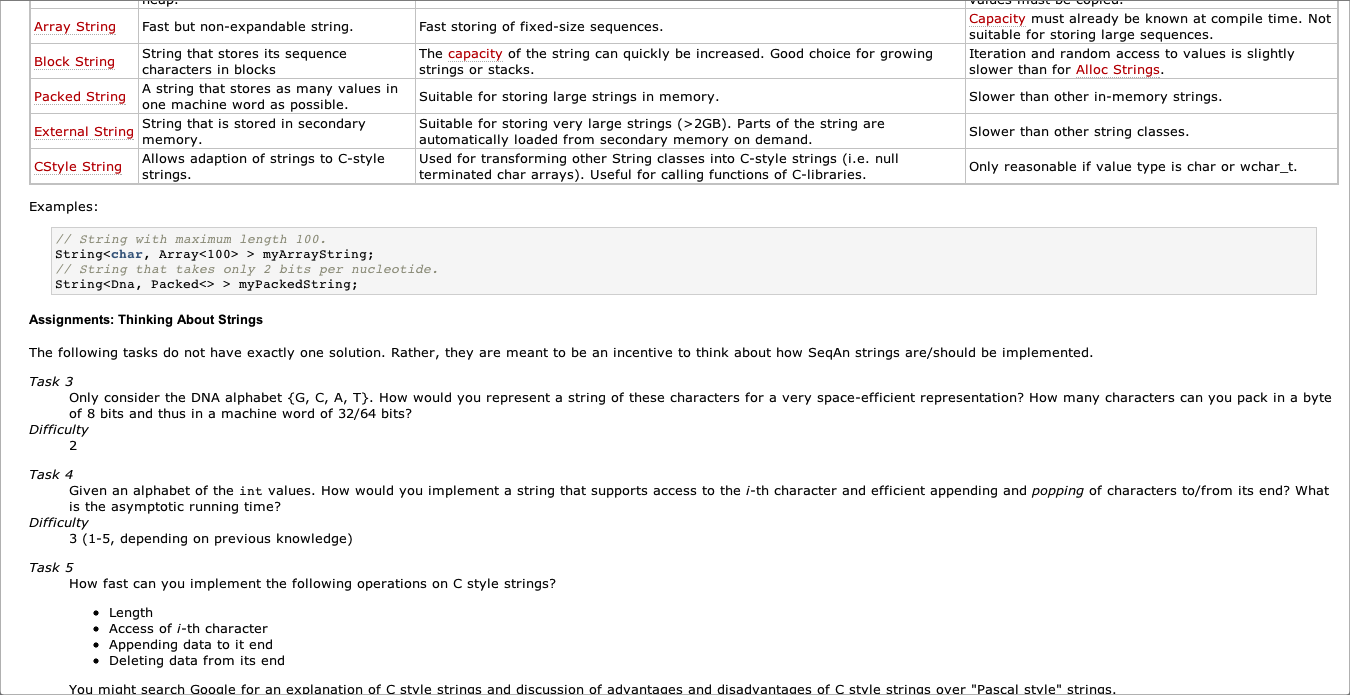 heap.
values must be copied.
Array String
Fast but non-expandable string.
Fast storing of fixed-size sequences.
Capacity must already be known at compile time. Not
suitable for storing large sequences.
Block String
String that stores its sequence
characters in blocks
The capacity of the string can quickly be increased. Good choice for growing
strings or stacks.
Iteration and random access to values is slightly
slower than for Alloc Strings.
Packed String
A string that stores as many values in
one machine word as possible.
Suitable for storing large strings in memory.
Slower than other in-memory strings.
External String
String that is stored in secondary
memory.
Suitable for storing very large strings (>2GB). Parts of the string are
automatically loaded from secondary memory on demand.
Slower than other string classes.
CStyle String
Allows adaption of strings to C-style
strings.
Used for transforming other String classes into C-style strings (i.e. null
terminated char arrays). Useful for calling functions of C-libraries.
Only reasonable if value type is char or wchar_t.
Examples:
// String with maximum length 100.
String<char, Array<100> > myArrayString;
// String that takes only 2 bits per nucleotide.
String<Dna, Packed<> > myPackedString;
Assignments: Thinking About Strings
The following tasks do not have exactly one solution. Rather, they are meant to be an incentive to think about how SeqAn strings are/should be implemented.
Task 3
Only consider the DNA alphabet {G, C, A, T}. How would you represent a string of these characters for a very space-efficient representation? How many characters can you pack in a byte
of 8 bits and thus in a machine word of 32/64 bits?
Difficulty
2
Task 4
Given an alphabet of the int values. How would you implement a string that supports access to the i-th character and efficient appending and popping of characters to/from its end? What
is the asymptotic running time?
Difficulty
3 (1-5, depending on previous knowledge)
Task 5
How fast can you implement the following operations on C style strings?
• Length
• Access of i-th character
• Appending data to it end
• Deleting data from its end
You might search Google for an explanation of C style strings and discussion of advantages and disadvantages of C style strings over "Pascal style" strings.